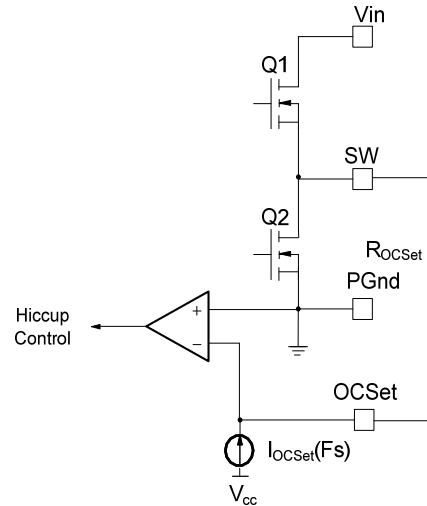 Vin
Q1
SW
Q2
ROCSet
PGnd
+
Hiccup
Control
−
OCSet
IOCSet(Fs)
Vcc